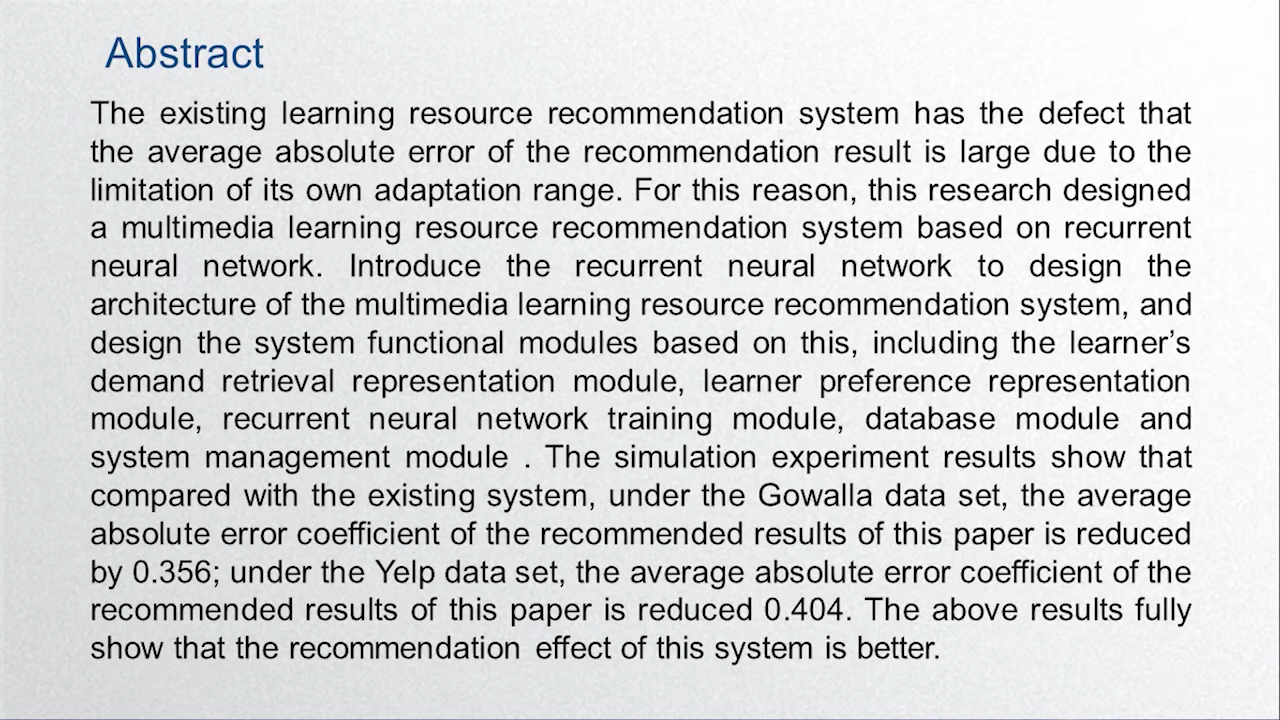 Abstract
The existing learning resource recommendation system has the defect that
the average absolute error of the recommendation result is large due to the
limitation of its own adaptation range. For this reason, this research designed
a multimedia learning resource recommendation system based on recurrent
neural network. Introduce the recurrent neural network to design the
architecture of the multimedia learning resource recommendation system, and
design the system functional modules based on this, including the learner’s
demand retrieval representation module, learner preference representation
module, recurrent neural network training module, database module and
system management module . The simulation experiment results show that
compared with the existing system, under the Gowalla data set, the average
absolute error coefficient of the recommended results of this paper is reduced
by 0.356; under the Yelp data set, the average absolute error coefficient of the
recommended results of this paper is reduced 0.404. The above results fully
show that the recommendation effect of this system is better.